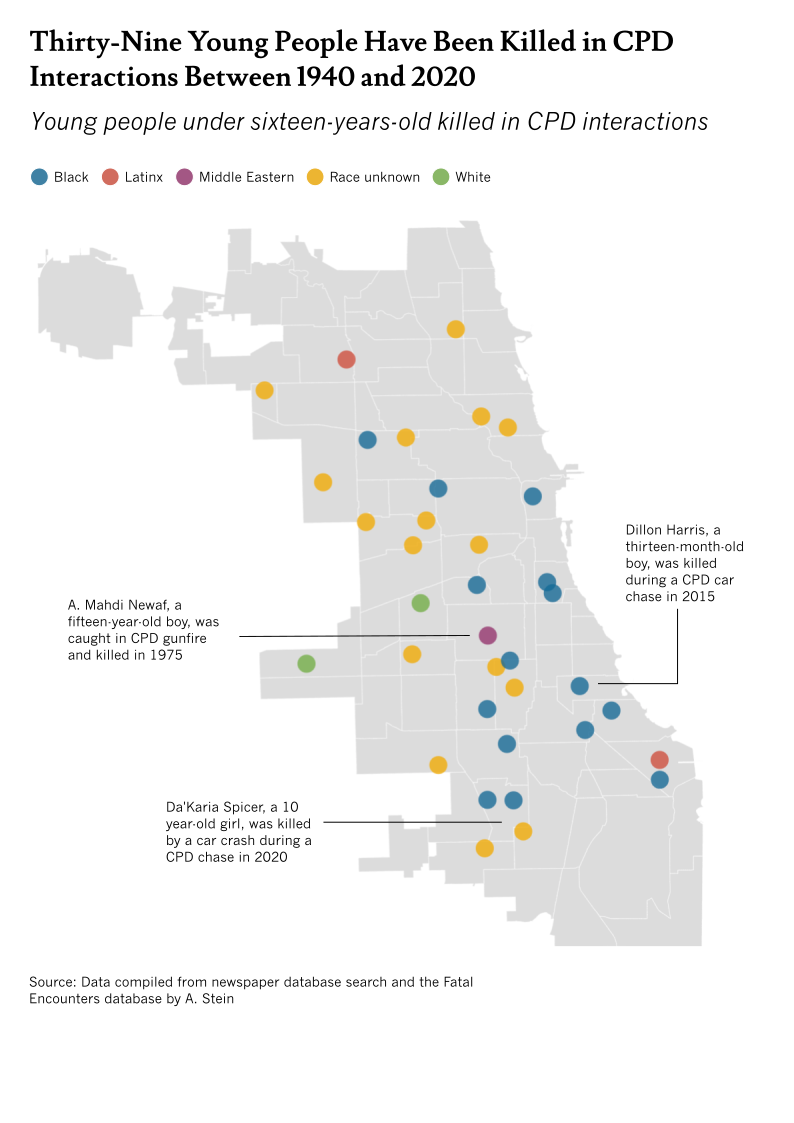 Thirty-Nine Young People Have Been Killed in CPD
Interactions Between 1940 and 2020
Young people under sixteen-years-old killed in CPD interactions
Black
Latinx
Middle Eastern
Race unknown
White
Dillon Harris, a
thirteen-month-old
boy, was killed
during a CPD car
chase in 2015
A. Mahdi Newaf, a
fifteen-year-old boy, was
caught in CPD gunfire
and killed in 1975
Da'Karia Spicer, a 10
year-old girl, was killed
by a car crash during a
CPD chase in 2020
Source: Data compiled from newspaper database search and the Fatal
Encounters database by A. Stein